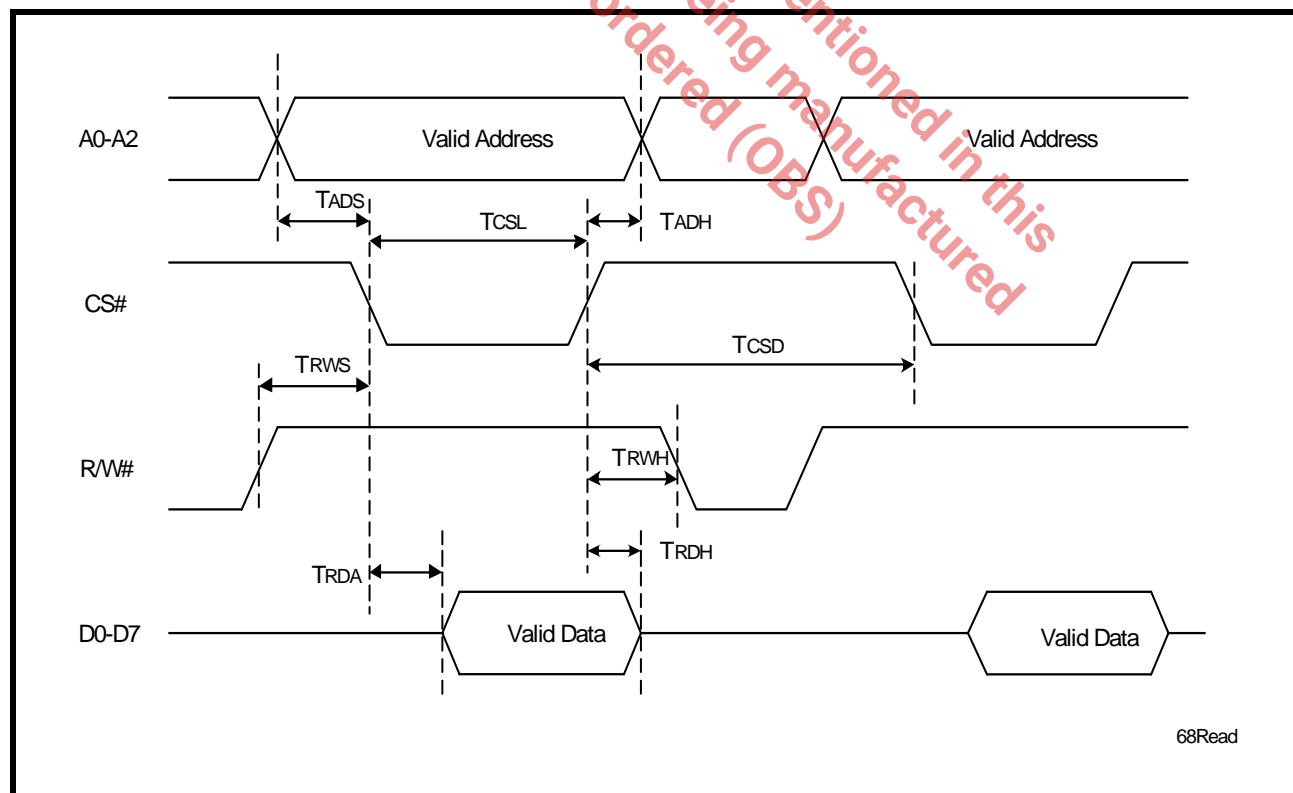 mentioned in this
being manufactured
ordered (OBS)
A0-A2
Valid Address
Valid Address
TADS
TCSL
TADH
CS#
TCSD
TRWS
R/W#
TRWH
TRDH
TRDA
D0-D7
Valid Data
Valid Data
68Read